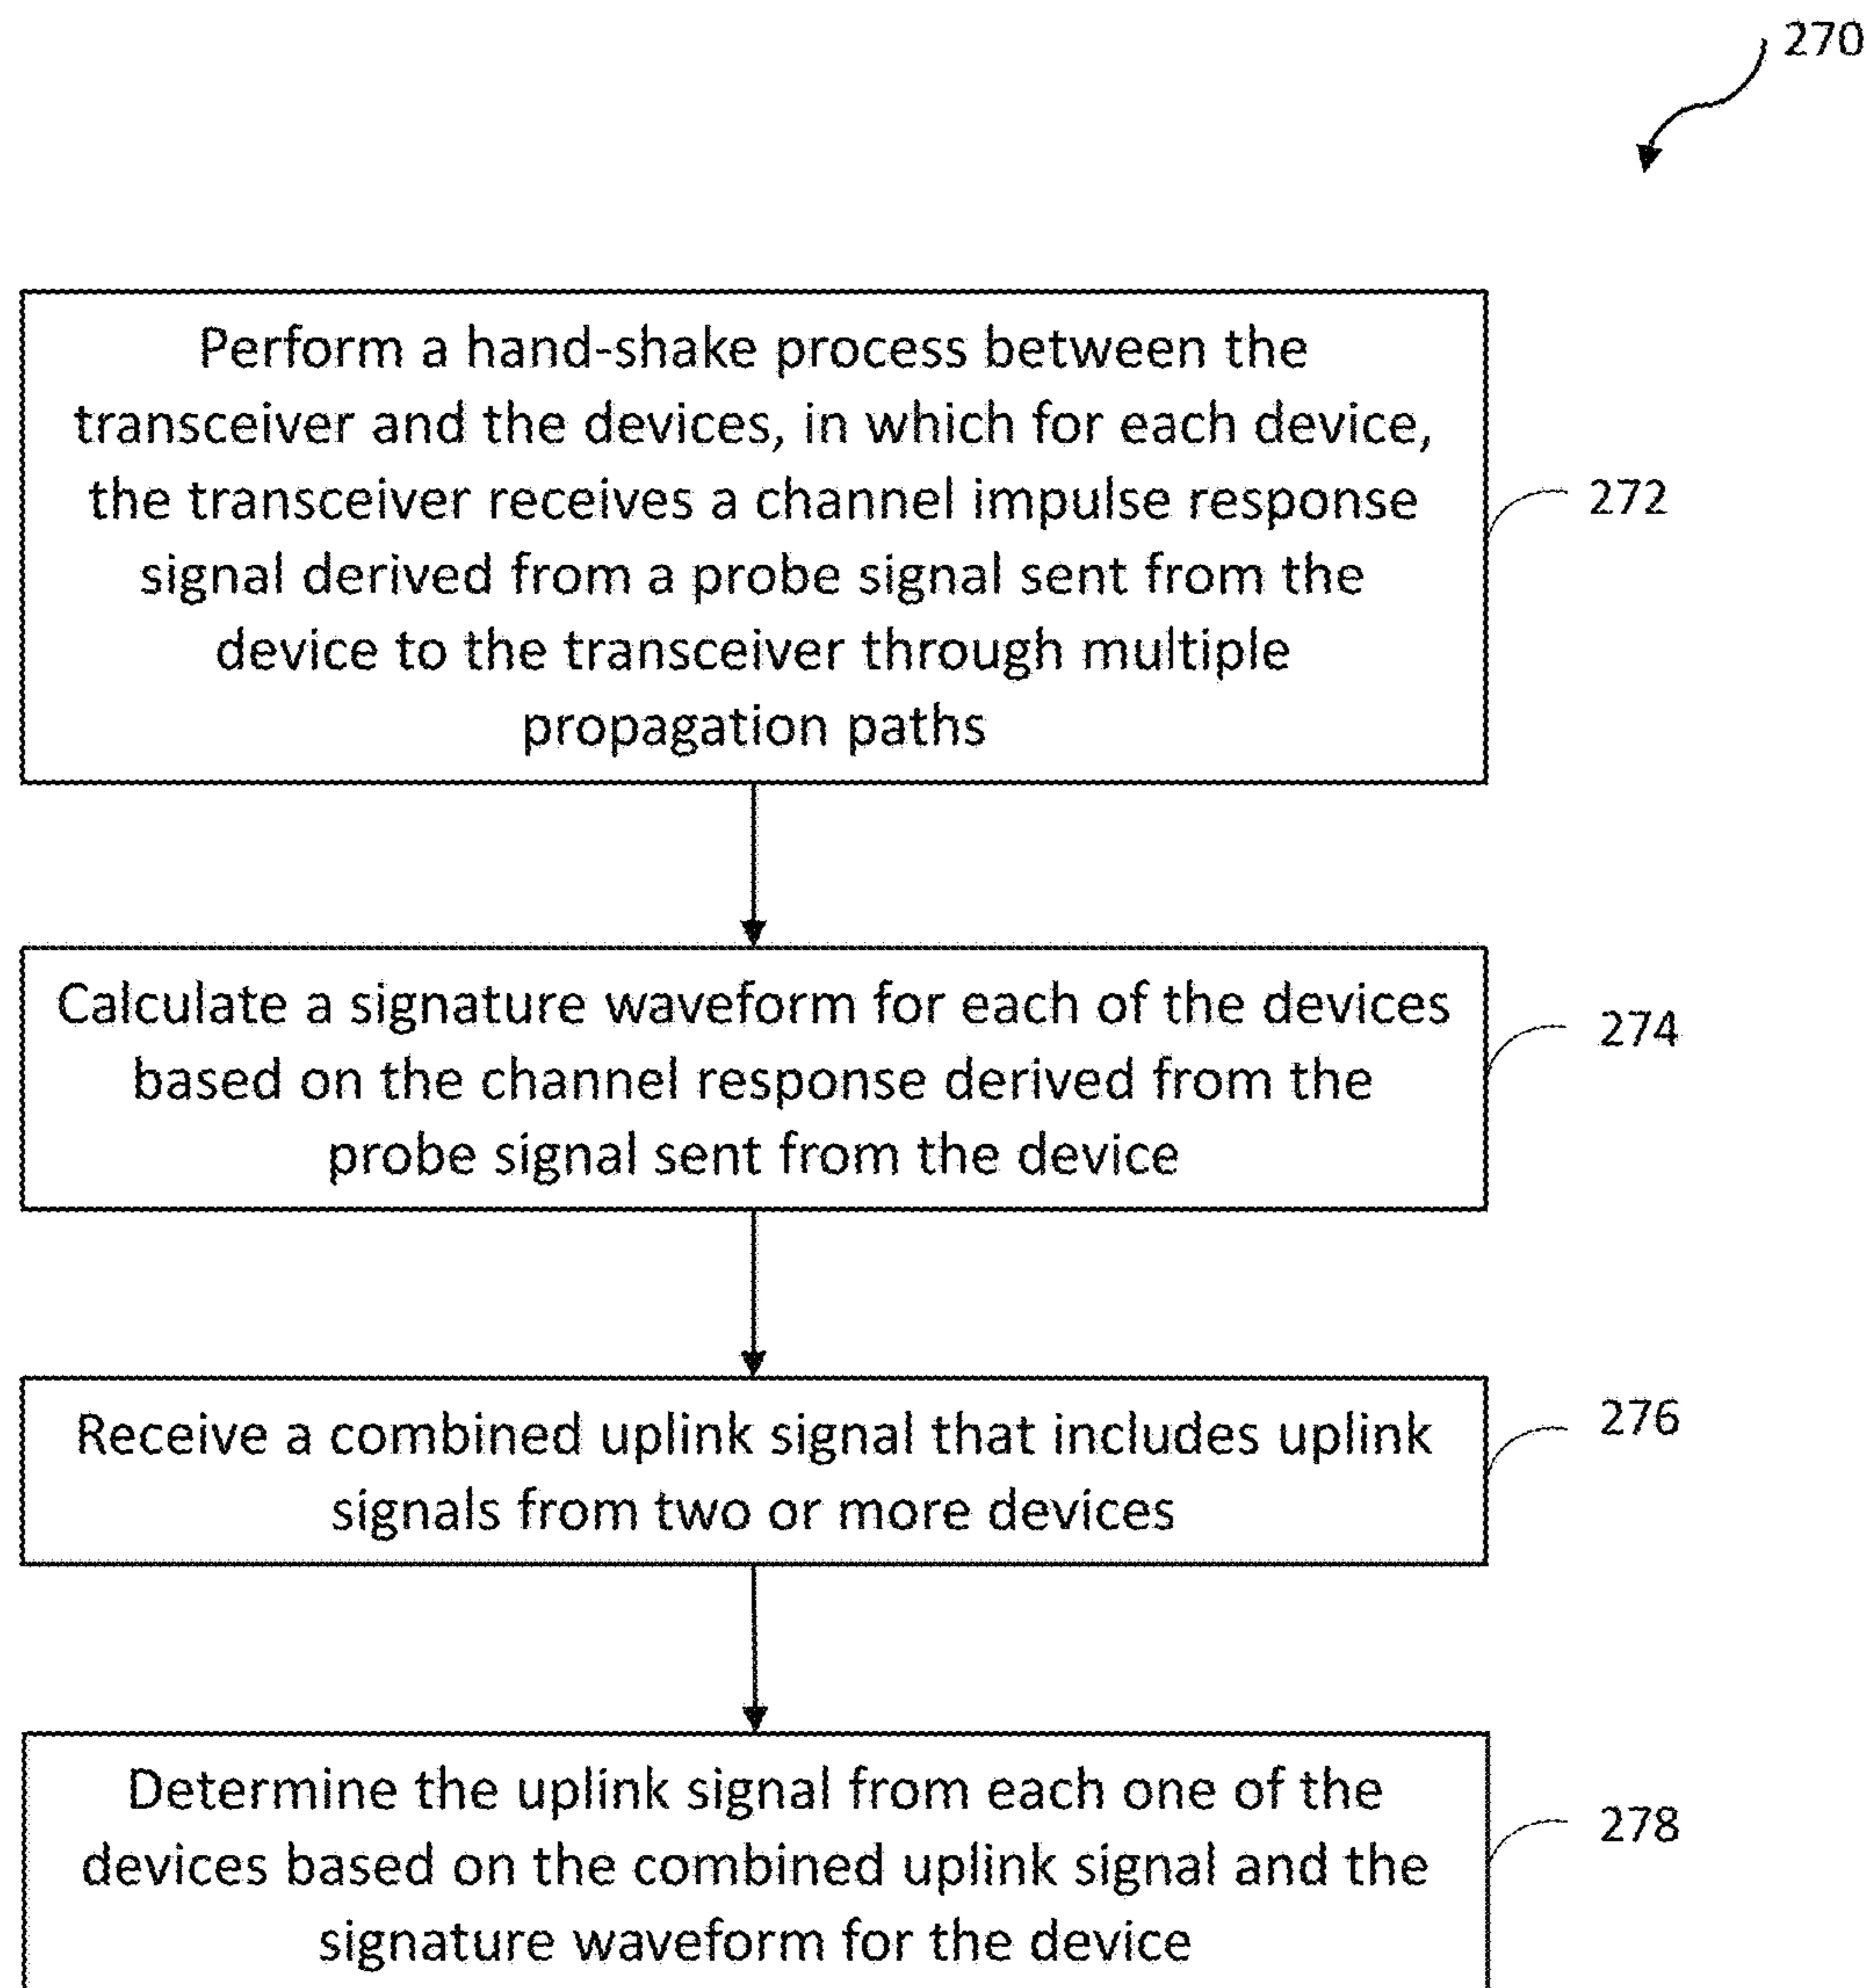 270
Perform a hand-shake process between the
transceiver and the devices, in which for each device,
the transceiver receives a channel impulse response
signal derived from a probe signal sent from the
device to the transceiver through multiple
propagation paths
272
Calculate a signature waveform for each of the devices
based on the channel response derived from the
probe signal sent from the device
274
Receive a combined uplink signal that includes uplink
signals from two or more devices
276
Determine the uplink signal from each one of the
devices based on the combined uplink signal and the
signature waveform for the device
278